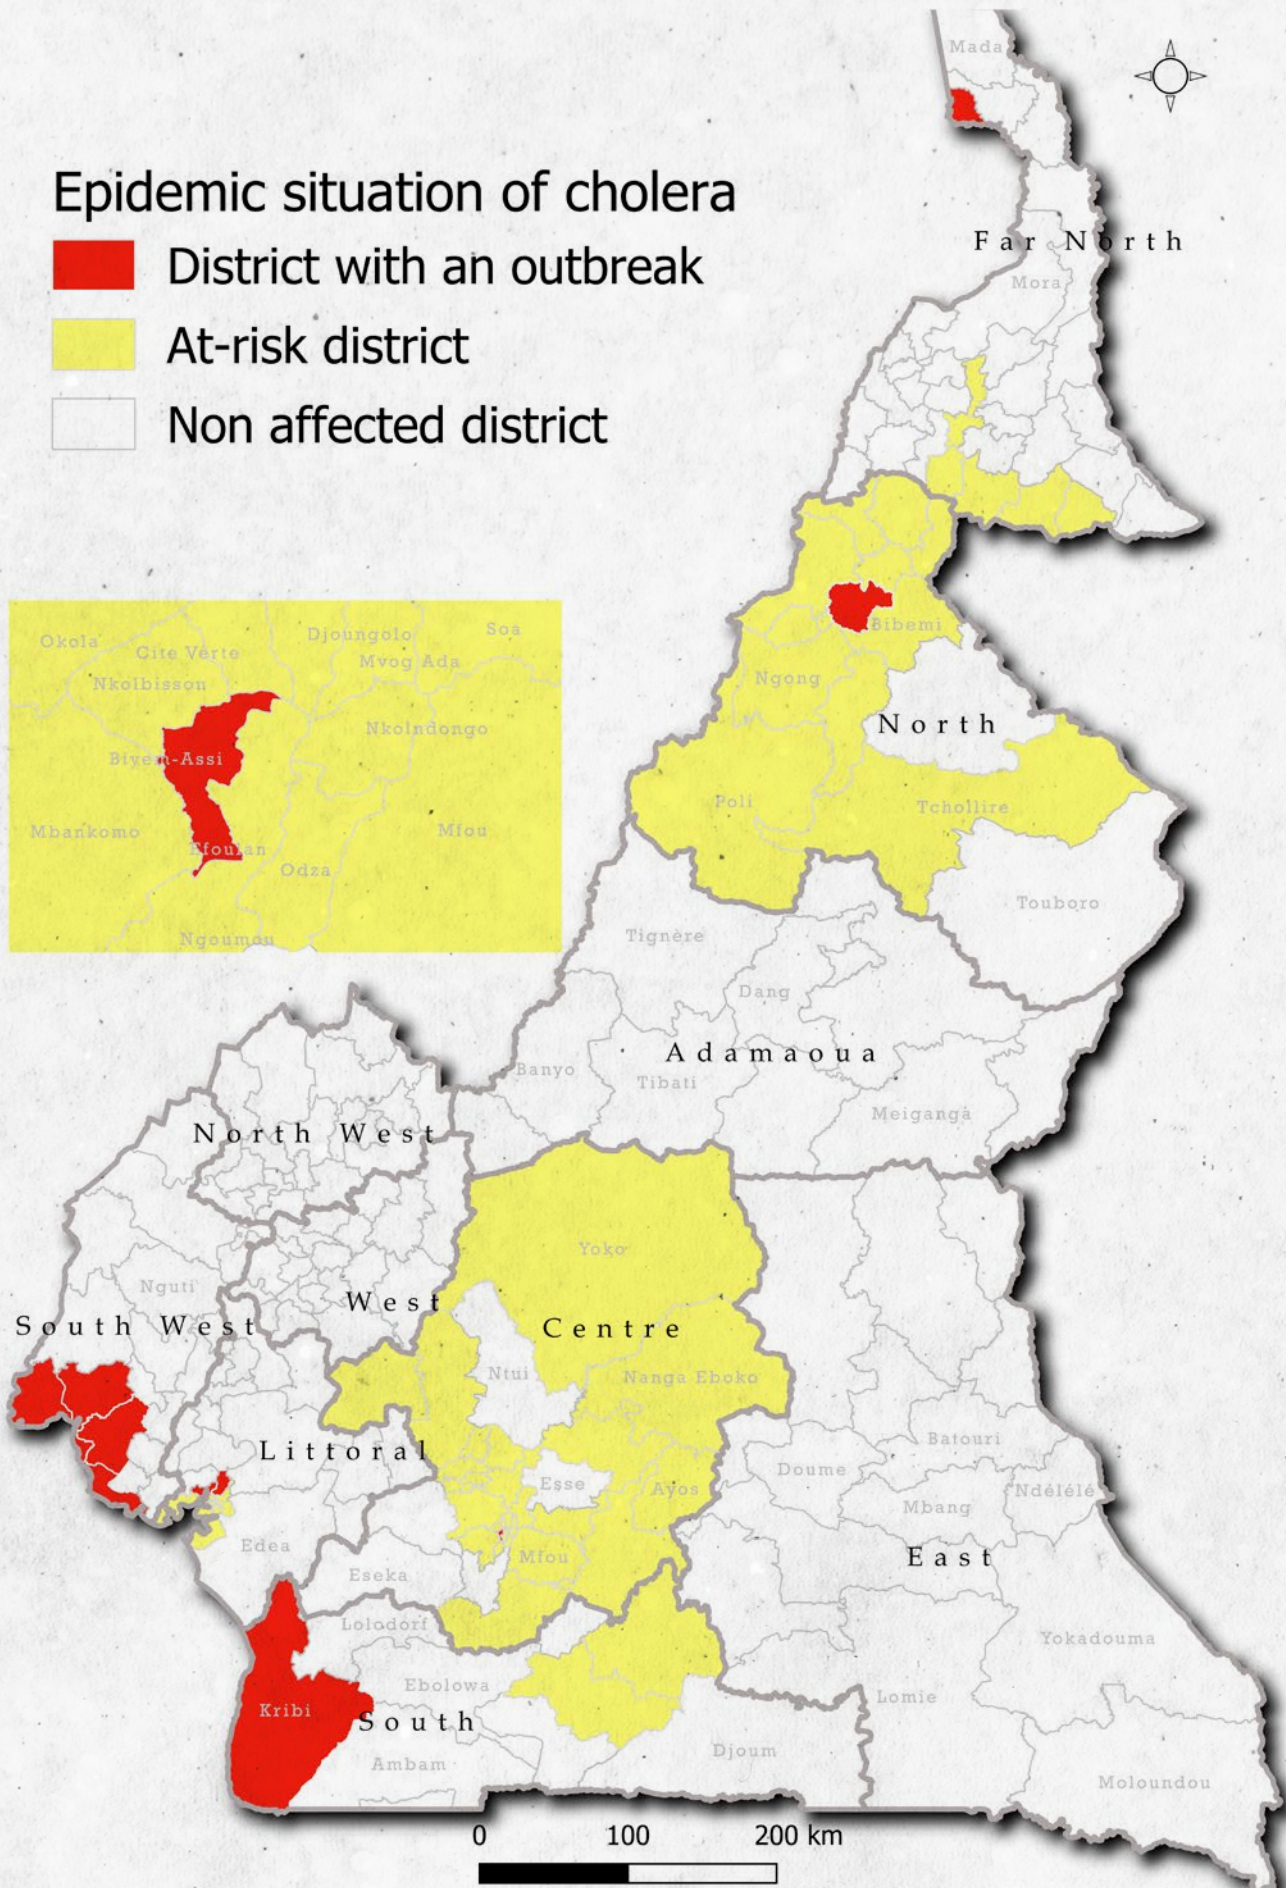 Mada
Epidemic situation of cholera
District with an outbreak
Far North
At-risk district
Mora
Non affected district
Okola
Cite Verte
Djoungolo
Soa
Mvog Ada
Nkolbisson
Nkolndongo
Biyem-Assi
Mbankomo
Efoulan
Mfou
Odza
Ngoumou
Bibemi
Ngong
North
Poli
Tchollire
Touboro
Tignère
Dang
Adamaoua
Banyo
Tibati
Meiganga
North West
Yoko
Nguti
West
South West
Centre
Ntui
Nanga Eboko
Littoral
Batouri
Doume
Esse
Ayos
Mbang
Ndélélé
Edea
Mfou
East
Eseka
Lolodorf
Yokadouma
Ebolowa
Lomie
Kribi
South
Djoum
Ambam
Moloundou
0 100 200 km